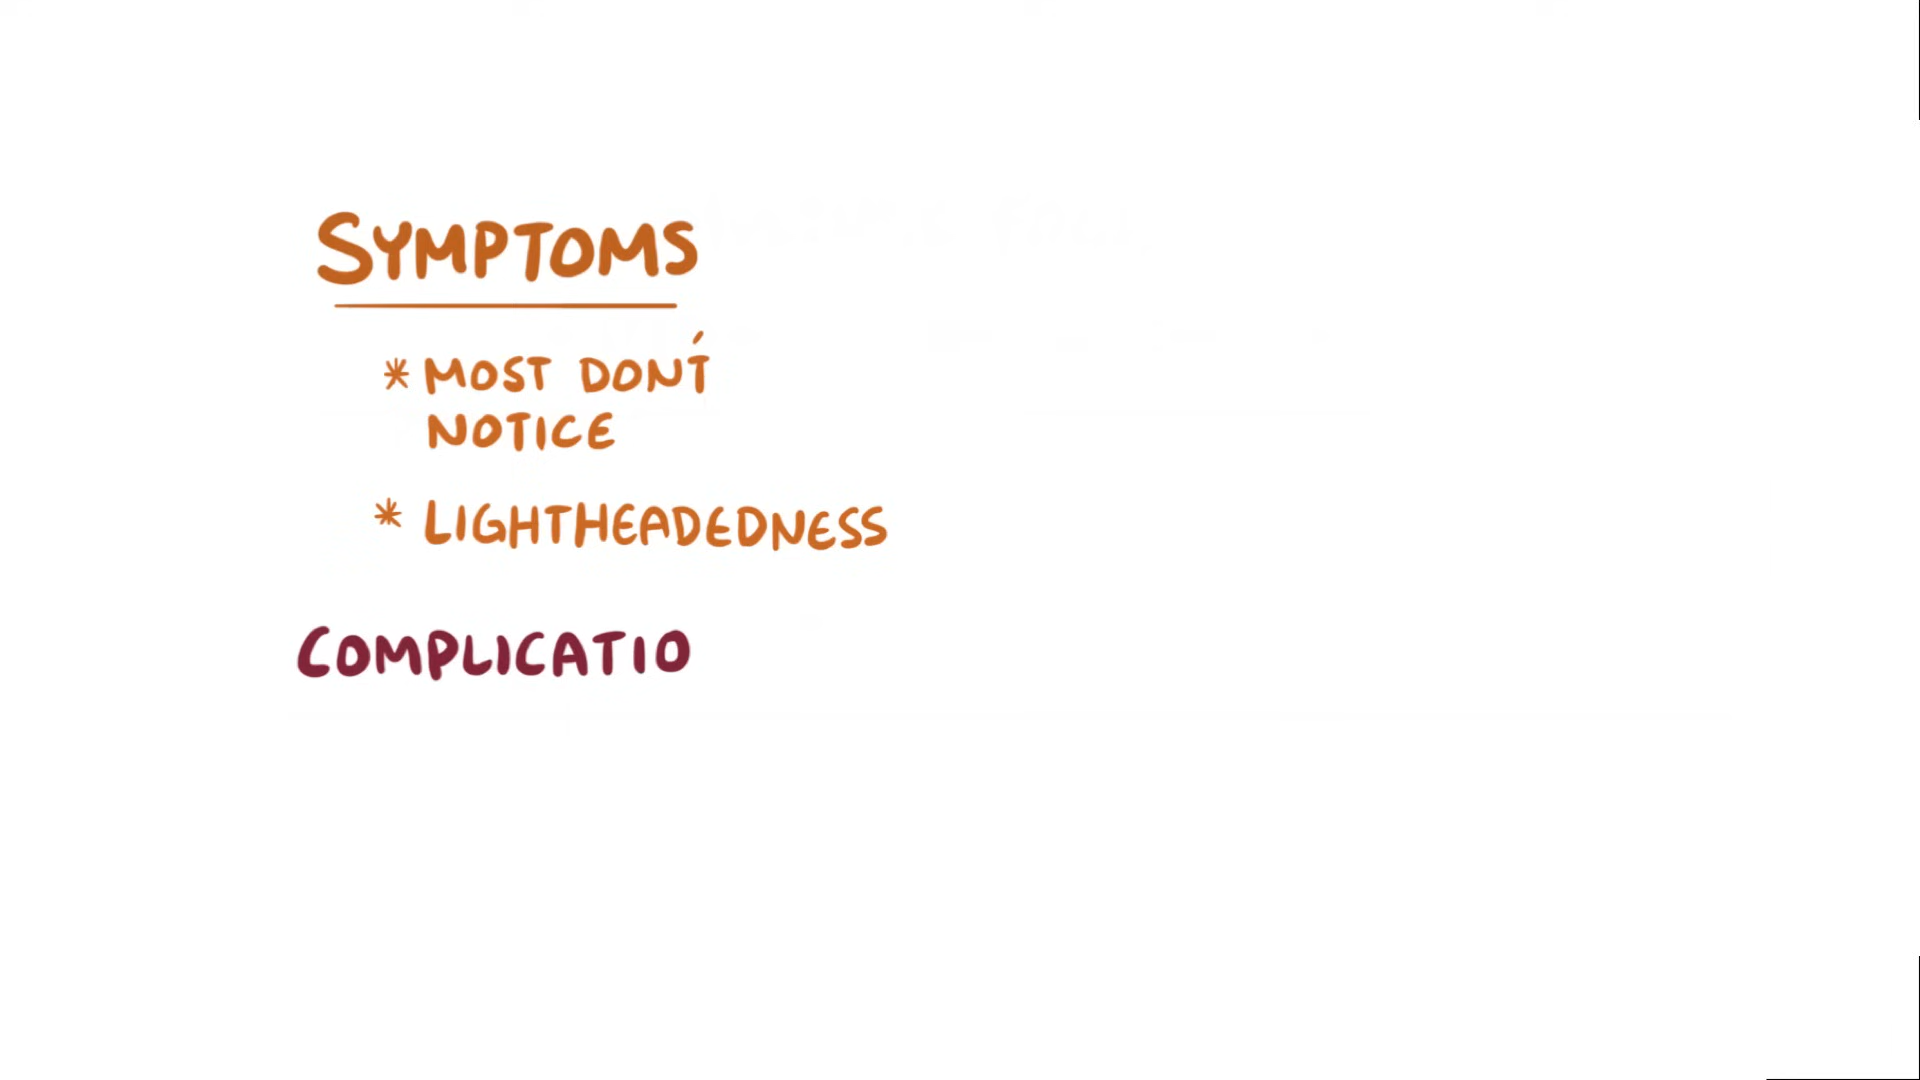 SYMPTOMS
* MOST DON'T
NOTICE
* LIGHTHEADEDNESS
COMPLICATIO